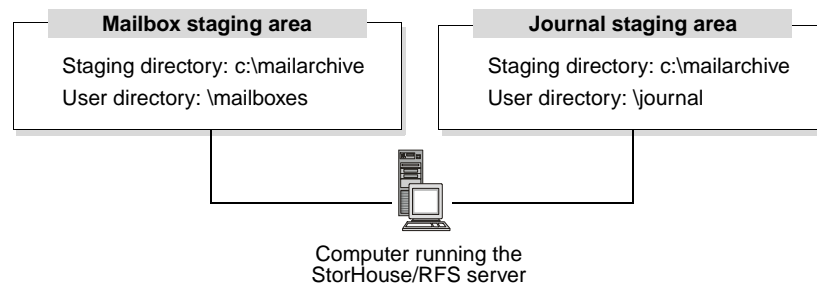 Mailbox staging area
Staging directory: c:\mailarchive
User directory: \mailboxes
Journal staging area
Staging directory: c:\mailarchive
User directory: \journal
Computer running the
StorHouse/RFS server